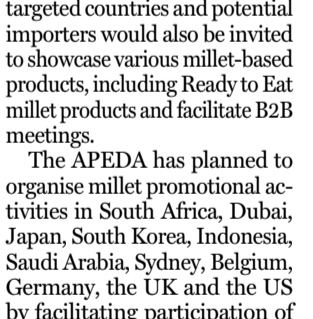 targeted countries and potential
importers would also be invited
to showcase various millet-based
products, including Ready to Eat
millet products and facilitate B2B
meetings.
The APEDA has planned to
organise millet promotional ac-
tivities in South Africa, Dubai,
Japan, South Korea, Indonesia,
Saudi Arabia, Sydney, Belgium,
Germany, the UK and the US
by facilitating participation of